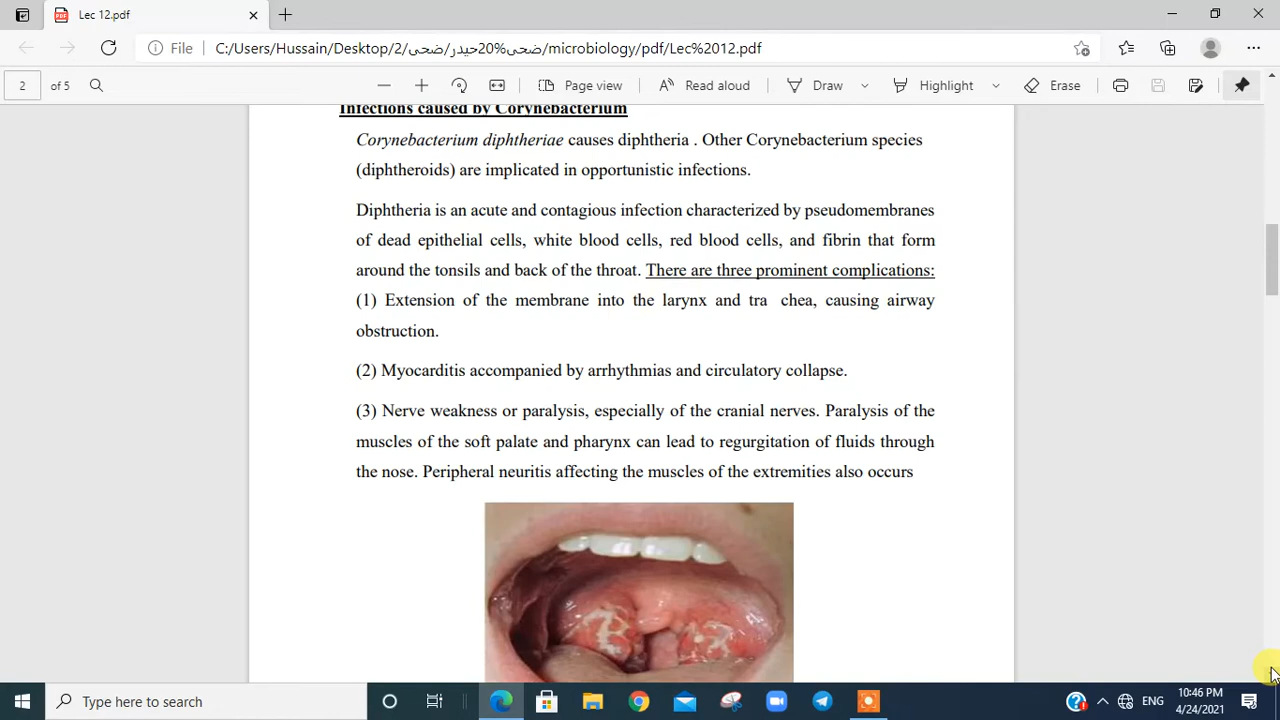 Lec 12.pdf
File
C:/Users/Hussain/Desktop/2/ضحى/حيدر%20ضحى/microbiology/pdf/Lec%2012.pdf
2 of 5
Page view
Read aloud
Draw
Highlight
Erase
Infections caused by Corynebacterium
Corynebacterium diphtheriae causes diphtheria . Other Corynebacterium species
(diphtheroids) are implicated in opportunistic infections.
Diphtheria is an acute and contagious infection characterized by pseudomembranes
of dead epithelial cells, white blood cells, red blood cells, and fibrin that form
around the tonsils and back of the throat. There are three prominent complications:
(1) Extension of the membrane into the larynx and tra chea, causing airway
obstruction.
(2) Myocarditis accompanied by arrhythmias and circulatory collapse.
(3) Nerve weakness or paralysis, especially of the cranial nerves. Paralysis of the
muscles of the soft palate and pharynx can lead to regurgitation of fluids through
the nose. Peripheral neuritis affecting the muscles of the extremities also occurs
Type here to search
ENG
10:46 PM
4/24/2021